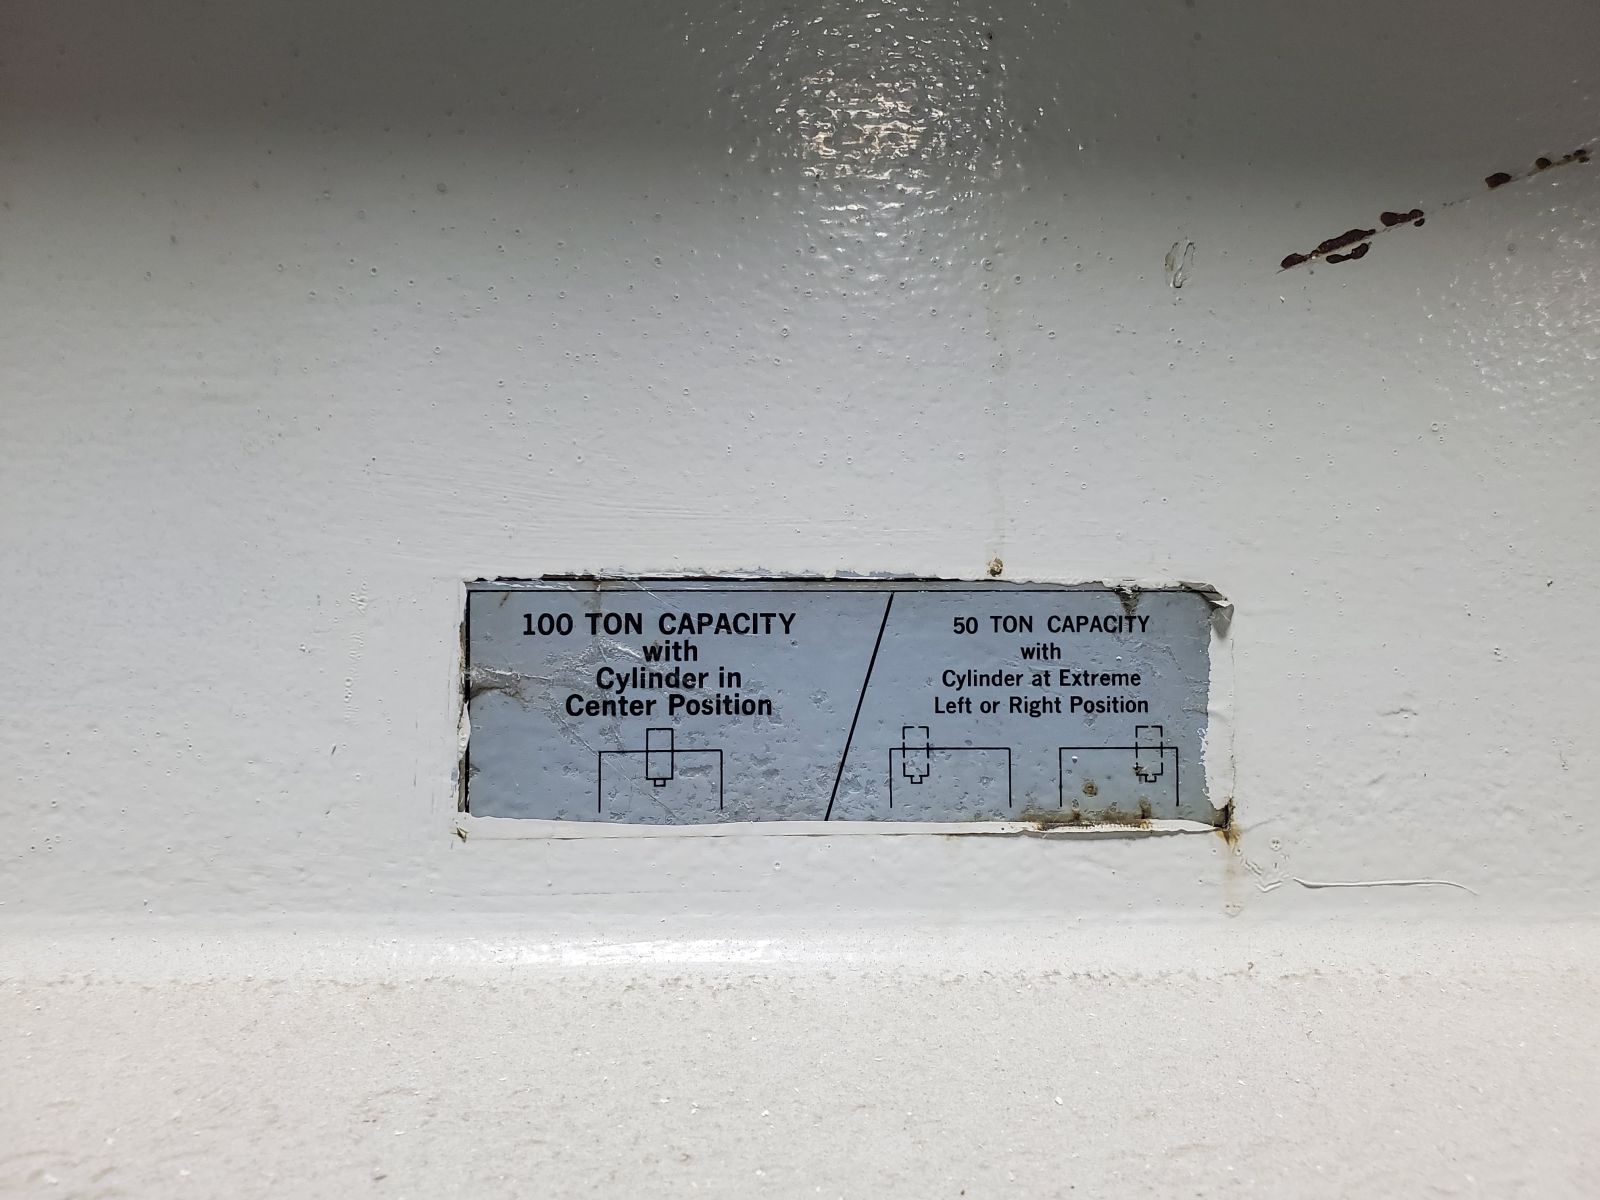 100 TON CAPACITY
with
Cylinder in
Center Position
50 TON CAPACITY
with
Cylinder at Extreme
Left or Right Position